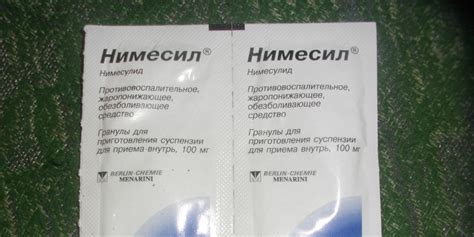 Нимесил®
Нимесулид
Противовоспалительное,
жаропонижающее,
обезболивающее
средство
Гранулы для
приготовления суспензии
для приема внутрь, 100 мг
BERLIN-CHEMIE
MENARINI
Нимесил®
Нимесулид
Противовоспалительное,
жаропонижающее,
обезболивающее
средство
Гранулы для
приготовления суспензии
для приема внутрь, 100 мг
BERLIN-CHEMIE
MENARINI